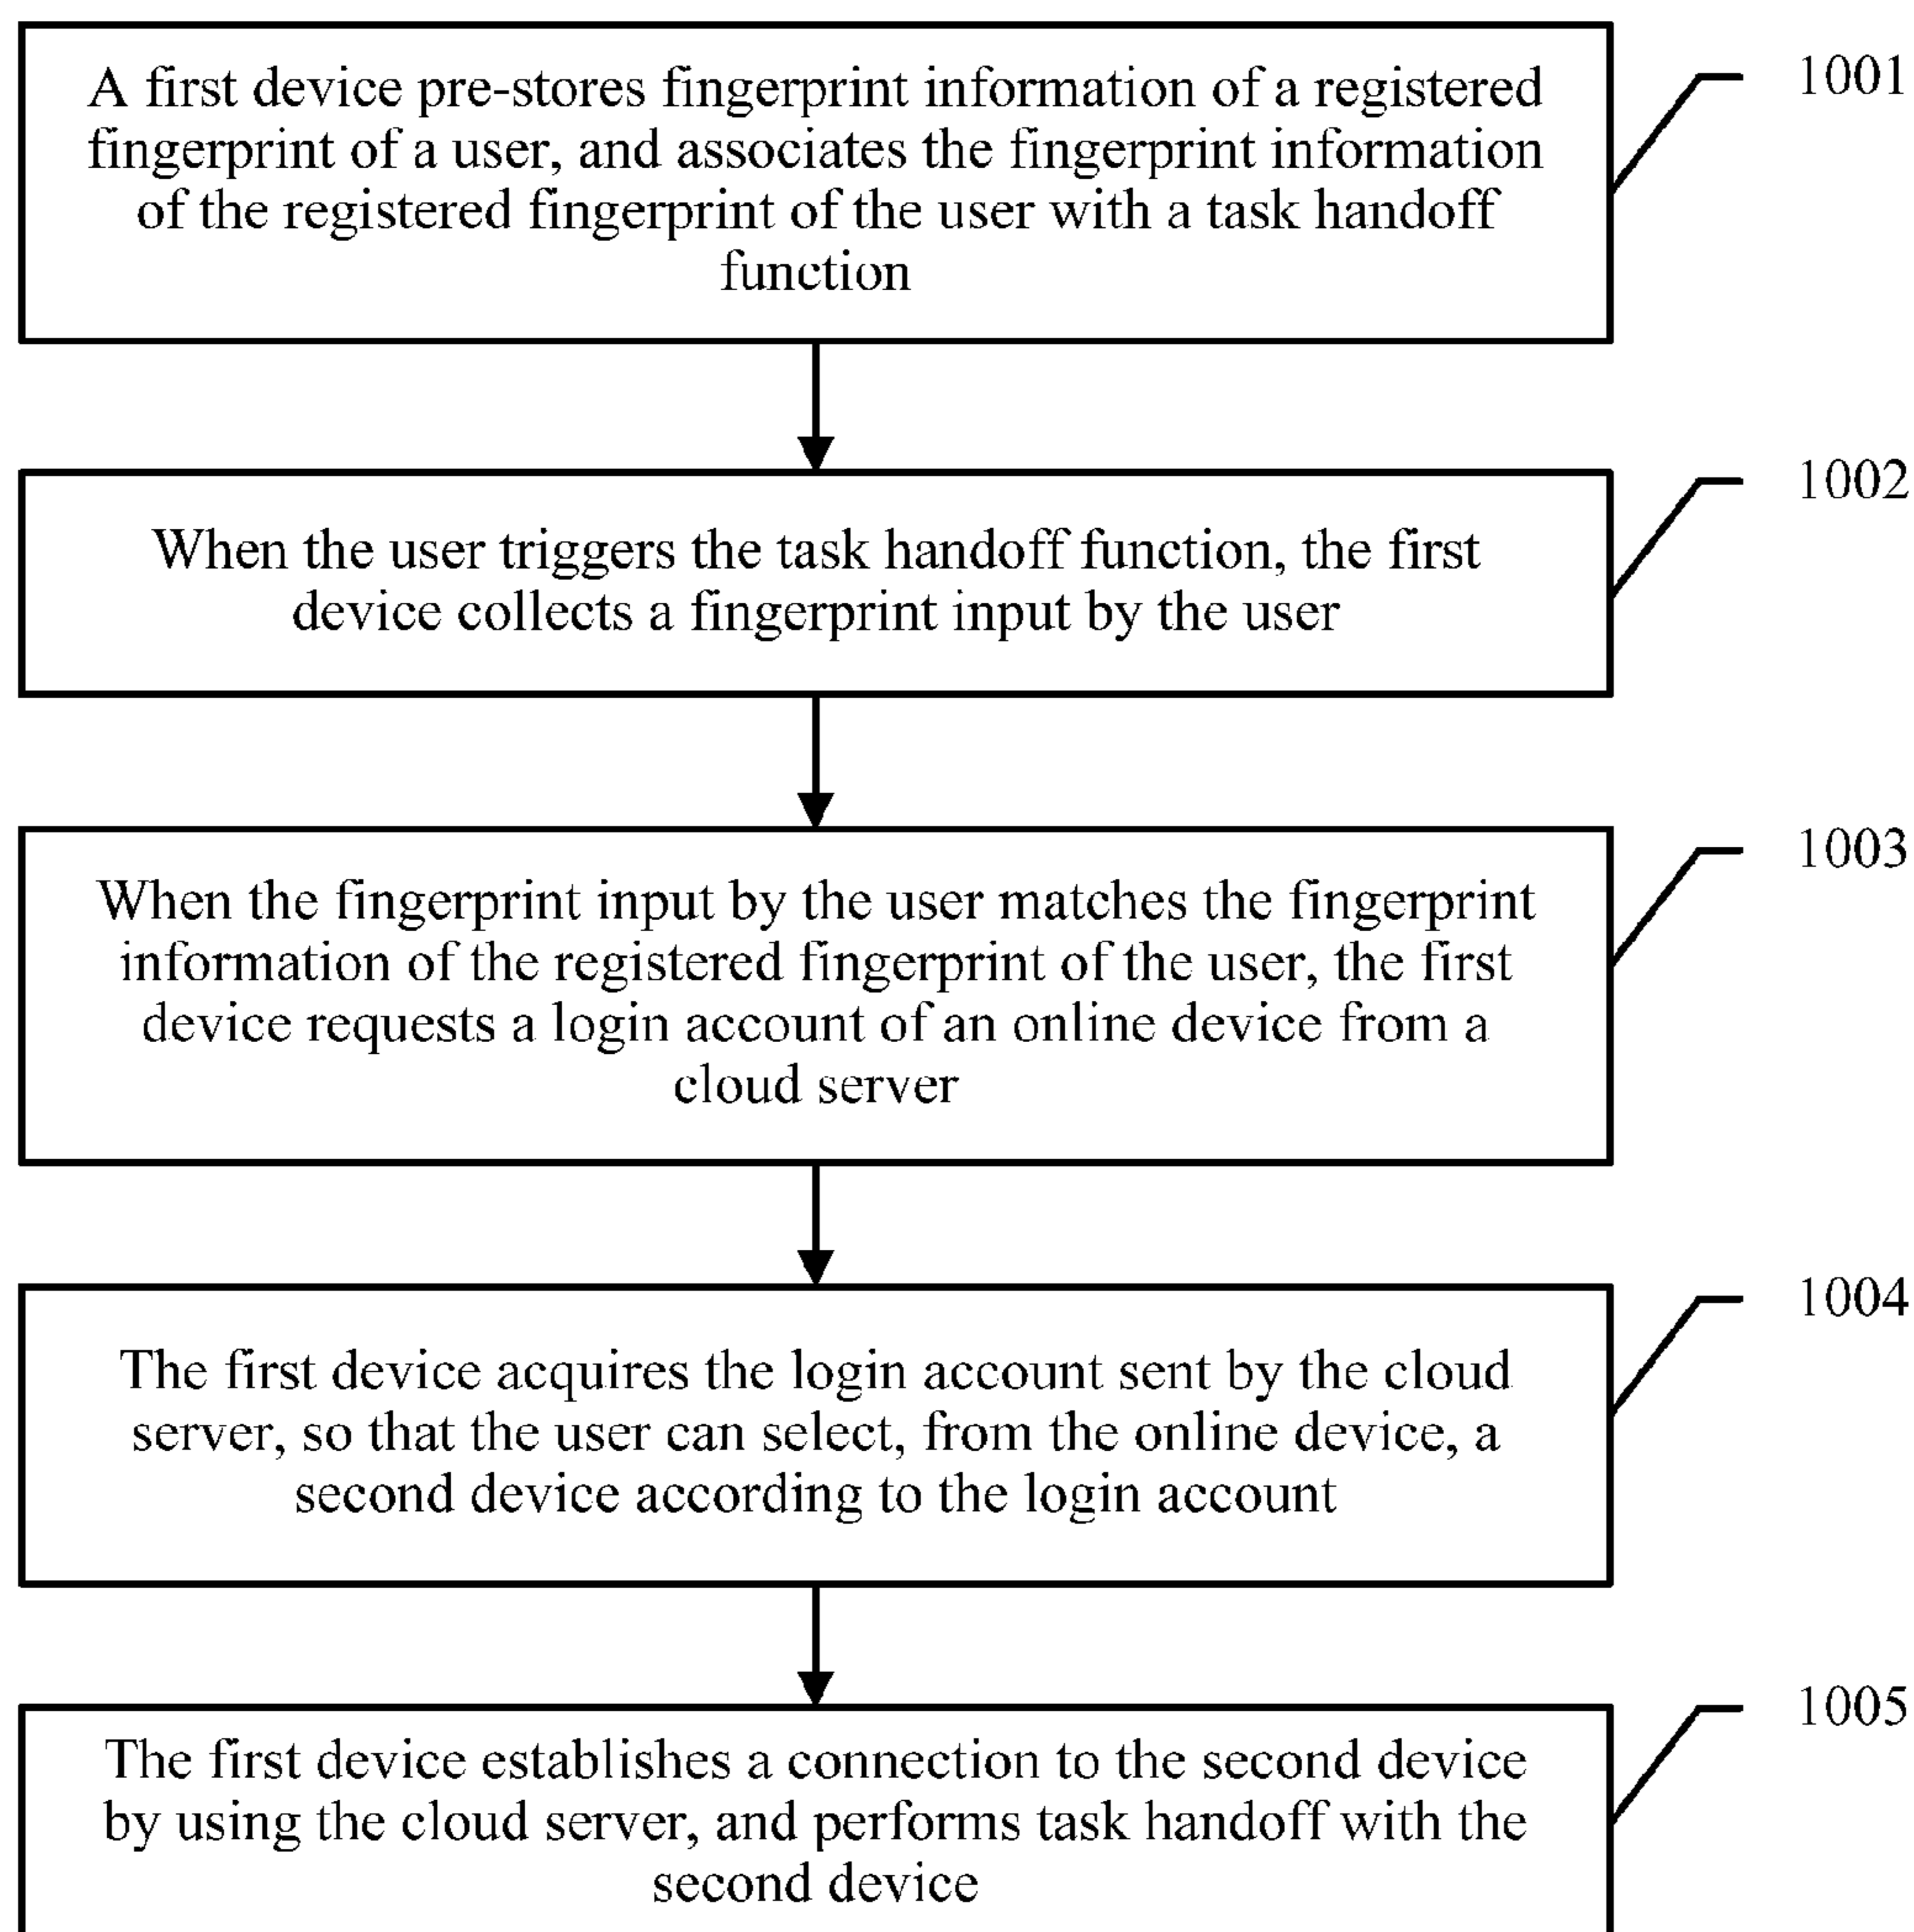 A first device pre-stores fingerprint information of a registered
fingerprint of a user, and associates the fingerprint information
of the registered fingerprint of the user with a task handoff
function
1001
When the user triggers the task handoff function, the first
device collects a fingerprint input by the user
1002
When the fingerprint input by the user matches the fingerprint
information of the registered fingerprint of the user, the first
device requests a login account of an online device from a
cloud server
1003
The first device acquires the login account sent by the cloud
server, so that the user can select, from the online device, a
second device according to the login account
1004
The first device establishes a connection to the second device
by using the cloud server, and performs task handoff with the
second device
1005